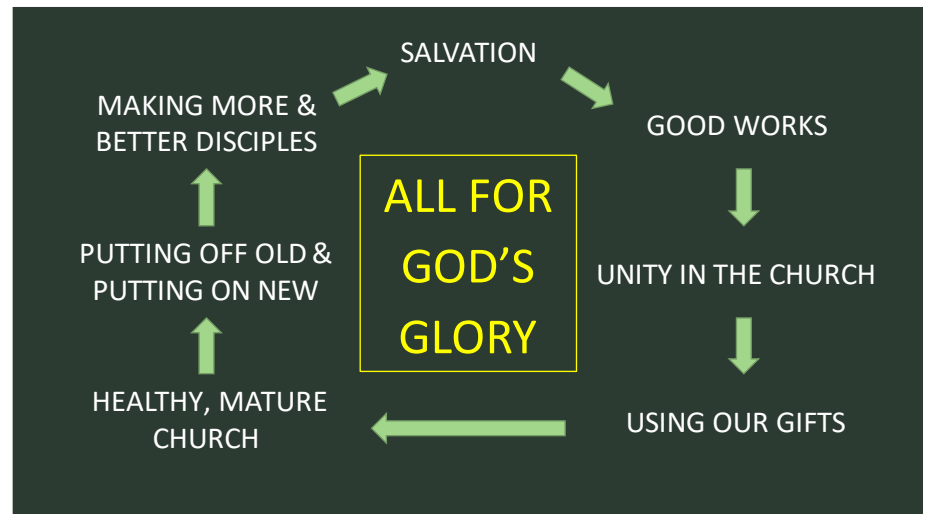 SALVATION
GOOD WORKS
UNITY IN THE CHURCH
USING OUR GIFTS
HEALTHY, MATURE
CHURCH
PUTTING OFF OLD &
PUTTING ON NEW
MAKING MORE &
BETTER DISCIPLES
ALL FOR
GOD'S
GLORY